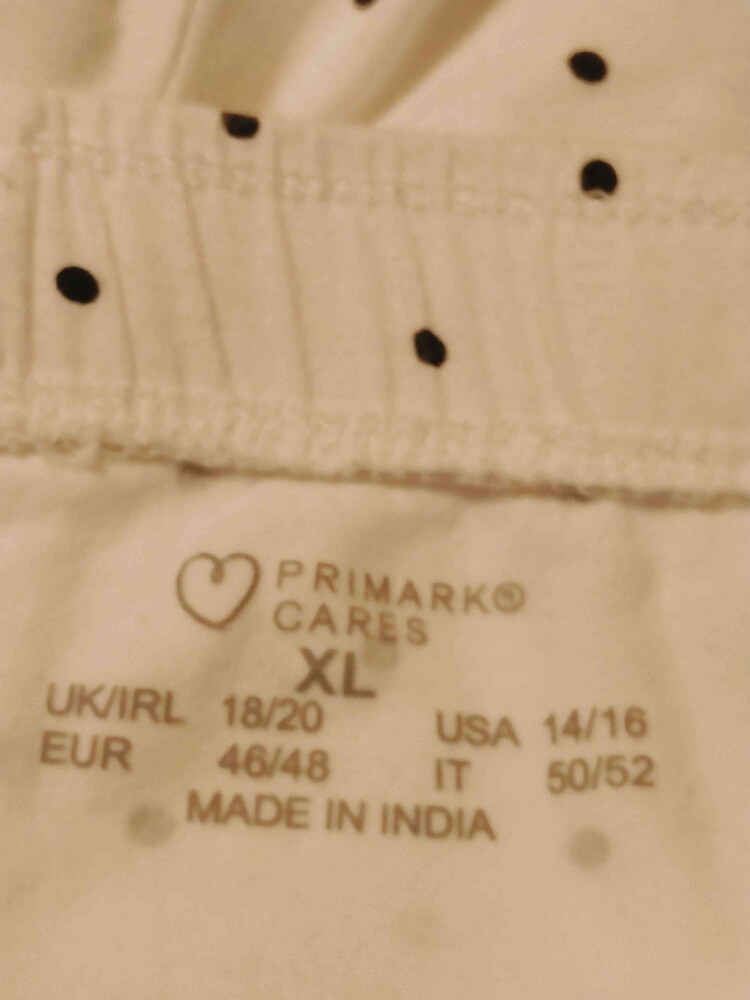 PRIMARK®
CARES
XL
UK/IRL 18/20 USA 14/16
EUR 46/48 IT 50/52
MADE IN INDIA